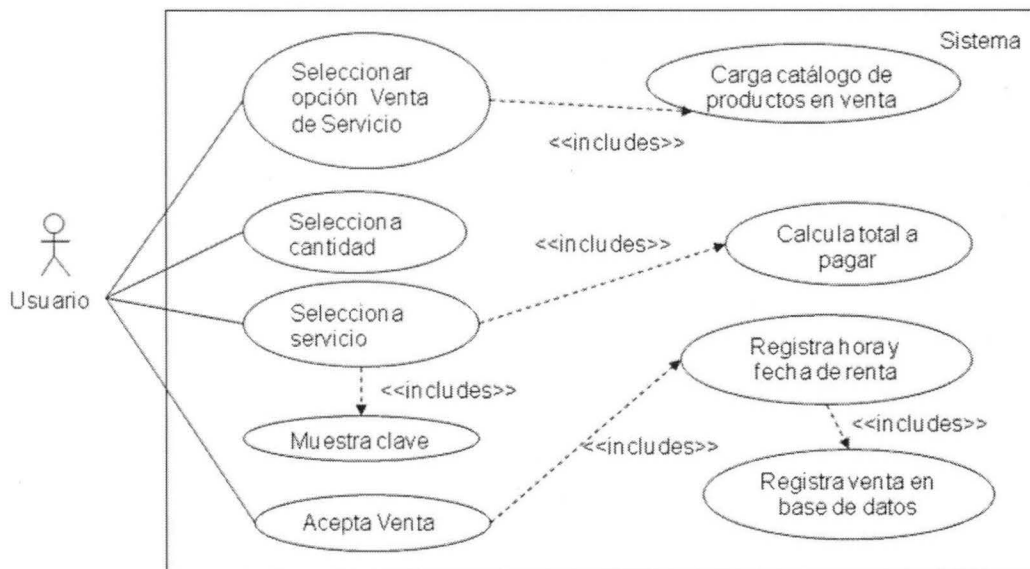 Sistema
Seleccionar
opción Venta
de Servicio
Carga catálogo de
productos en venta
<<includes>>
Selecciona
cantidad
<<includes>>
Calcula total a
pagar
Usuario
Selecciona
servicio
Registra hora y
fecha de renta
<<includes>>
Muestra clave
<<includes>>
<<includes>>
Registra venta en
base de datos
Acepta Venta